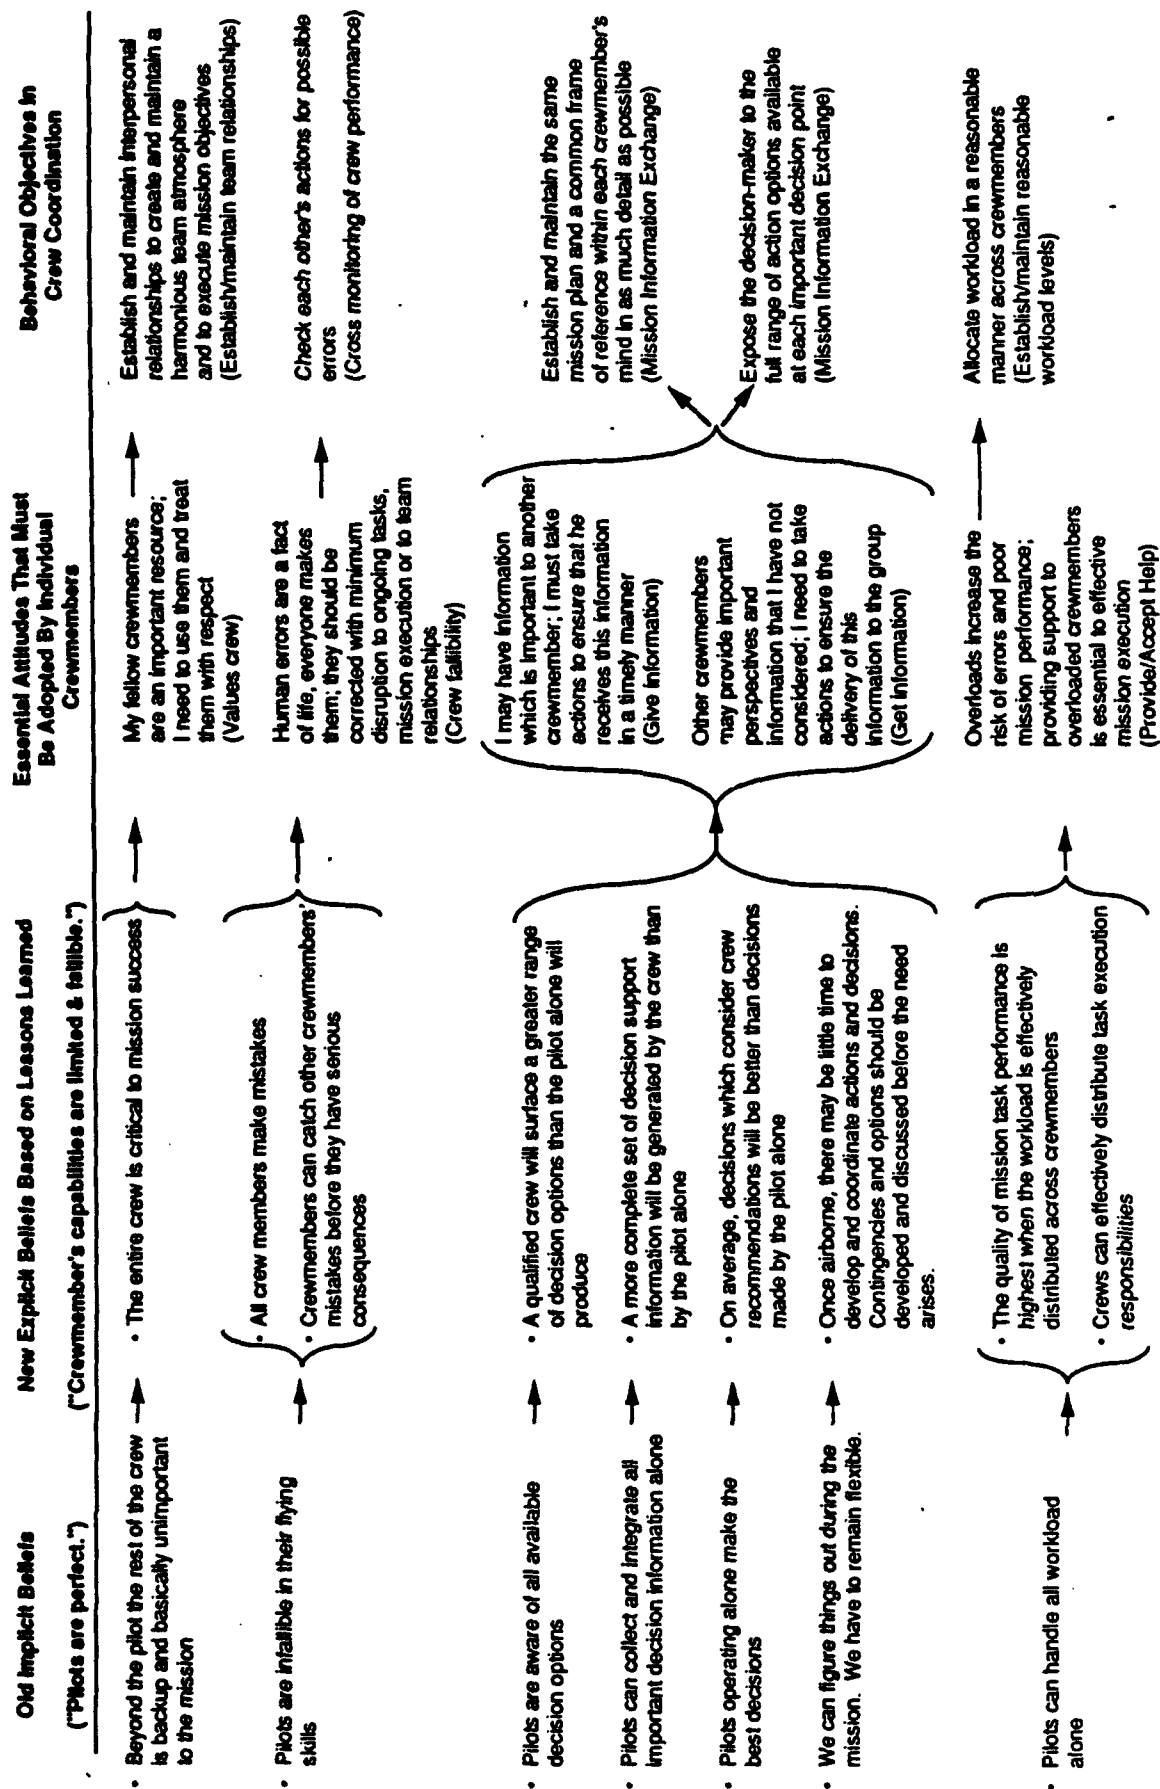 Old Implicit Beliefs
("Pilots are perfect.")
• Beyond the pilot the rest of the crew
is backup and basically unimportant
to the mission
• Pilots are infallible in their flying
skills
• Pilots are aware of all available
decision options
• Pilots can collect and integrate all
important decision information alone
• Pilots operating alone make the
best decisions
• We can figure things out during the
mission. We have to remain flexible.
• Pilots can handle all workload
alone
New Explicit Beliefs Based on Lessons Learned
("Crewmember's capabilities are limited & fallible.")
• The entire crew is critical to mission success
• All crew members make mistakes
• Crewmembers can catch other crewmembers'
mistakes before they have serious
consequences
• A qualified crew will surface a greater range
of decision options than the pilot alone will
produce
• A more complete set of decision support
information will be generated by the crew than
by the pilot alone
• On average, decisions which consider crew
recommendations will be better than decisions
made by the pilot alone
• Once airborne, there may be little time to
develop and coordinate actions and decisions.
Contingencies and options should be
developed and discussed before the need
arises.
• The quality of mission task performance is
highest when the workload is effectively
distributed across crewmembers
• Crews can effectively distribute task execution
responsibilities
Essential Attitudes That Must
Be Adopted By Individual
Crewmembers
My fellow crewmembers
are an important resource;
I need to use them and treat
them with respect
(Values crew)
Human errors are a fact
of life, everyone makes
them; they should be
corrected with minimum
disruption to ongoing tasks,
mission execution or to team
relationships
(Crew fallibility)
I may have information
which is important to another
crewmember; I must take
actions to ensure that he
receives this information
in a timely manner
(Give Information)
Other crewmembers
may provide important
perspectives and
information that I have not
considered; I need to take
actions to ensure the
delivery of this
information to the group
(Get Information)
Overloads increase the
risk of errors and poor
mission performance;
providing support to
overloaded crewmembers
is essential to effective
mission execution
(Provide/Accept Help)
Behavioral Objectives in
Crew Coordination
Establish and maintain interpersonal
relationships to create and maintain a
harmonious team atmosphere
and to execute mission objectives
(Establish/maintain team relationships)
Check each other's actions for possible
errors
(Cross monitoring of crew performance)
Establish and maintain the same
mission plan and a common frame
of reference within each crewmember's
mind in as much detail as possible
(Mission Information Exchange)
Expose the decision-maker to the
full range of action options available
at each important decision point
(Mission Information Exchange)
Allocate workload in a reasonable
manner across crewmembers
(Establish/maintain reasonable
workload levels)